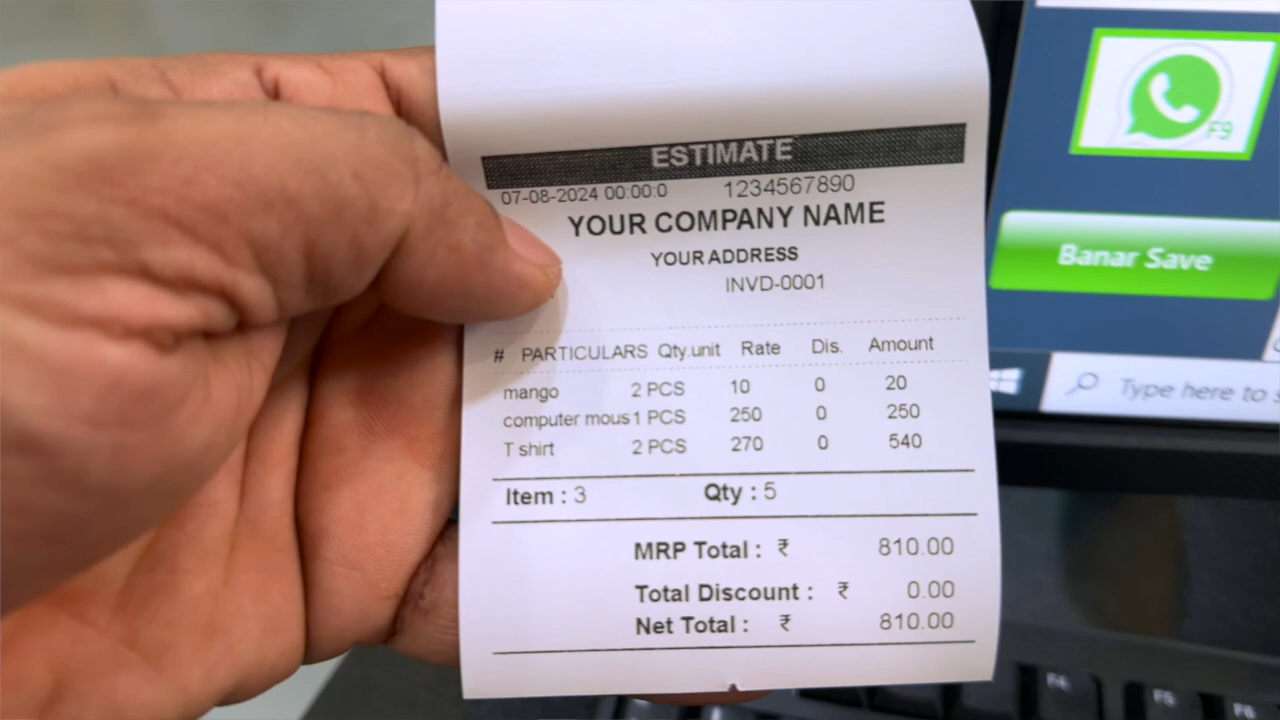 ESTIMATE
07-08-2024 00:00:0 1234567890
YOUR COMPANY NAME
YOUR ADDRESS
INVD-0001
# PARTICULARS Qty.unit Rate Dis. Amount
mango 2 PCS 10 0 20
computer mous 1 PCS 250 0 250
T shirt 2 PCS 270 0 540
Item : 3 Qty : 5
MRP Total : ₹ 810.00
Total Discount : ₹ 0.00
Net Total : ₹ 810.00
F9
Banar Save
Type here to s
F4
F5
F6